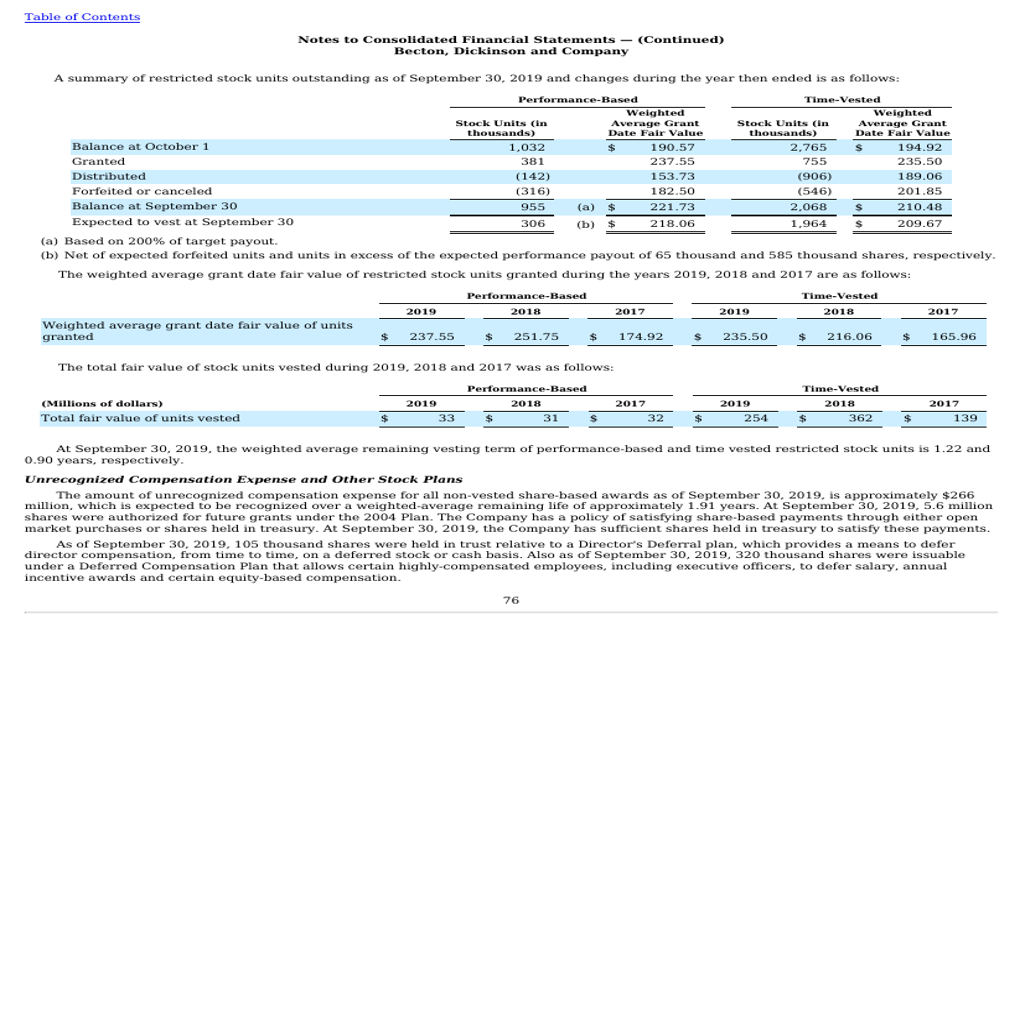 Table of Contents
Notes to Consolidated Financial Statements — (Continued)
Becton, Dickinson and Company
A summary of restricted stock units outstanding as of September 30, 2019 and changes during the year then ended is as follows:
Performance-Based Time-Vested
Stock Units (in thousands) Weighted Average Grant Date Fair Value Stock Units (in thousands) Weighted Average Grant Date Fair Value
Balance at October 1 1,032 $ 190.57 2,765 $ 194.92
Granted 381 237.55 755 235.50
Distributed (142) 153.73 (906) 189.06
Forfeited or canceled (316) 182.50 (546) 201.85
Balance at September 30 955 (a) $ 221.73 2,068 $ 210.48
Expected to vest at September 30 306 (b) $ 218.06 1,964 $ 209.67
(a) Based on 200% of target payout.
(b) Net of expected forfeited units and units in excess of the expected performance payout of 65 thousand and 585 thousand shares, respectively.
The weighted average grant date fair value of restricted stock units granted during the years 2019, 2018 and 2017 are as follows:
Performance-Based Time-Vested
2019 2018 2017 2019 2018 2017
Weighted average grant date fair value of units
granted $ 237.55 $ 251.75 $ 174.92 $ 235.50 $ 216.06 $ 165.96
The total fair value of stock units vested during 2019, 2018 and 2017 was as follows:
Performance-Based Time-Vested
(Millions of dollars) 2019 2018 2017 2019 2018 2017
Total fair value of units vested $ 33 $ 31 $ 32 $ 254 $ 362 $ 139
At September 30, 2019, the weighted average remaining vesting term of performance-based and time vested restricted stock units is 1.22 and
0.90 years, respectively.
Unrecognized Compensation Expense and Other Stock Plans
The amount of unrecognized compensation expense for all non-vested share-based awards as of September 30, 2019, is approximately $266
million, which is expected to be recognized over a weighted-average remaining life of approximately 1.91 years. At September 30, 2019, 5.6 million
shares were authorized for future grants under the 2004 Plan. The Company has a policy of satisfying share-based payments through either open
market purchases or shares held in treasury. At September 30, 2019, the Company has sufficient shares held in treasury to satisfy these payments.
As of September 30, 2019, 105 thousand shares were held in trust relative to a Director's Deferral plan, which provides a means to defer
director compensation, from time to time, on a deferred stock or cash basis. Also as of September 30, 2019, 320 thousand shares were issuable
under a Deferred Compensation Plan that allows certain highly-compensated employees, including executive officers, to defer salary, annual
incentive awards and certain equity-based compensation.
76